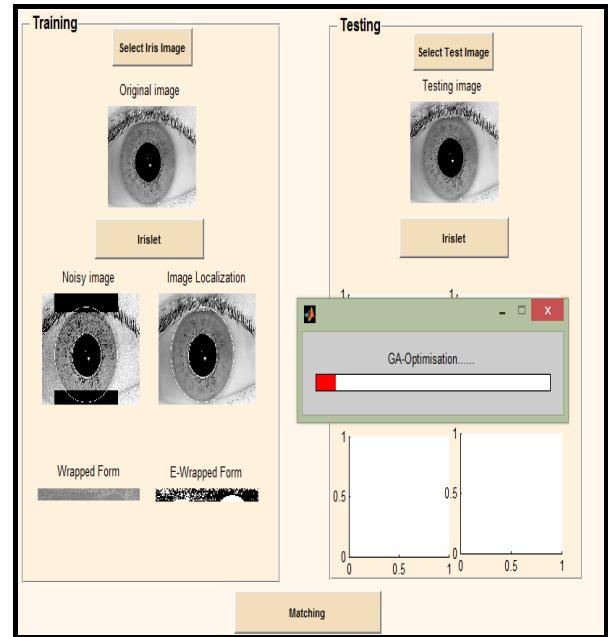 Training
Select Iris Image
Original image
Irislet
Noisy image
Image Localization
Wrapped Form
E-Wrapped Form
Testing
Select Test Image
Testing image
Irislet
1
1
GA-Optimisation......
1
0.5
0
0
0.5
1
1
0.5
0
0
0.5
1
Matching